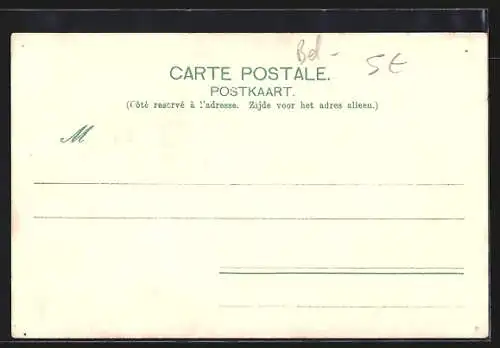 Bel- 5€
CARTE POSTALE.
POSTKAART.
(Côté reservé à l'adresse. Zijde voor het adres alleen.)
M